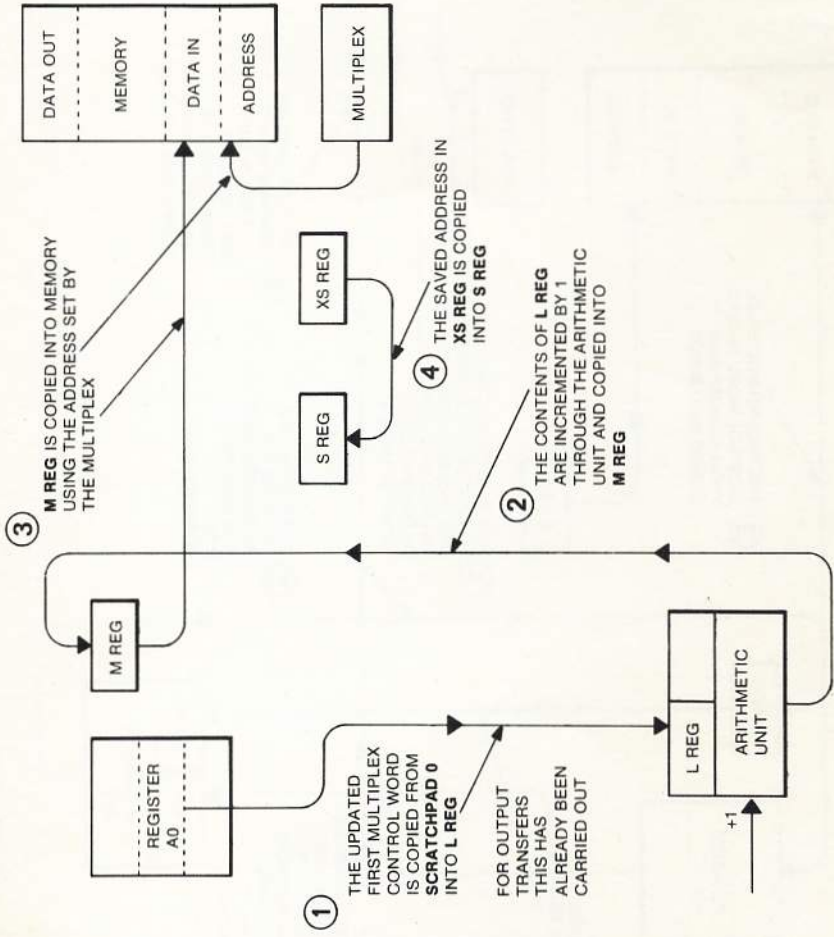 1
THE UPDATED
FIRST MULTIPLEX
CONTROL WORD
IS COPIED FROM
SCRATCHPAD 0
INTO L REG
FOR OUTPUT
TRANSFERS
THIS HAS
ALREADY BEEN
CARRIED OUT
REGISTER
A0
M REG
+1
L REG
ARITHMETIC
UNIT
2
THE CONTENTS OF L REG
ARE INCREMENTED BY 1
THROUGH THE ARITHMETIC
UNIT AND COPIED INTO
M REG
3
M REG IS COPIED INTO MEMORY
USING THE ADDRESS SET BY
THE MULTIPLEX
4
THE SAVED ADDRESS IN
XS REG IS COPIED
INTO S REG
S REG
XS REG
DATA OUT
MEMORY
DATA IN
ADDRESS
MULTIPLEX